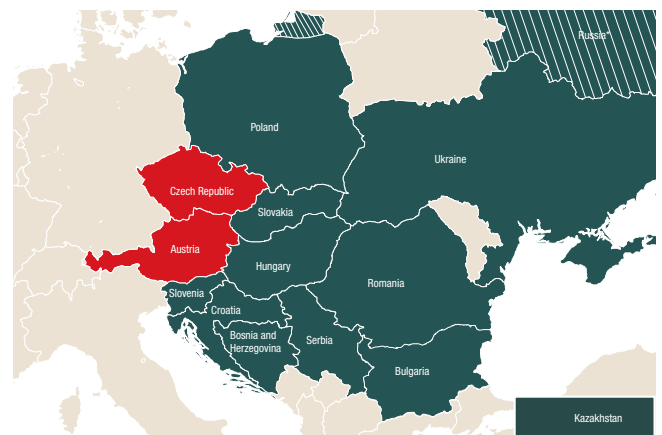 Russia*
Poland
Ukraine
Czech Republic
Slovakia
Austria
Hungary
Romania
Slovenia
Croatia
Bosnia and
Herzegovina
Serbia
Bulgaria
Kazakhstan